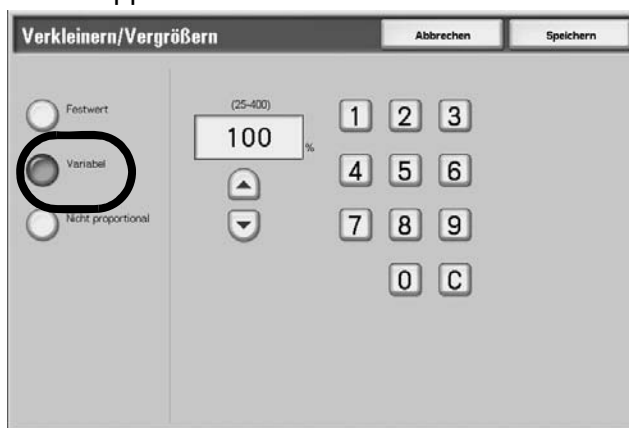 Verkleinern/Vergrößern
Abbrechen
Speichern
Festwert
Variabel
Nicht proportional
(25-400)
100 %
1 2 3
4 5 6
7 8 9
0 C